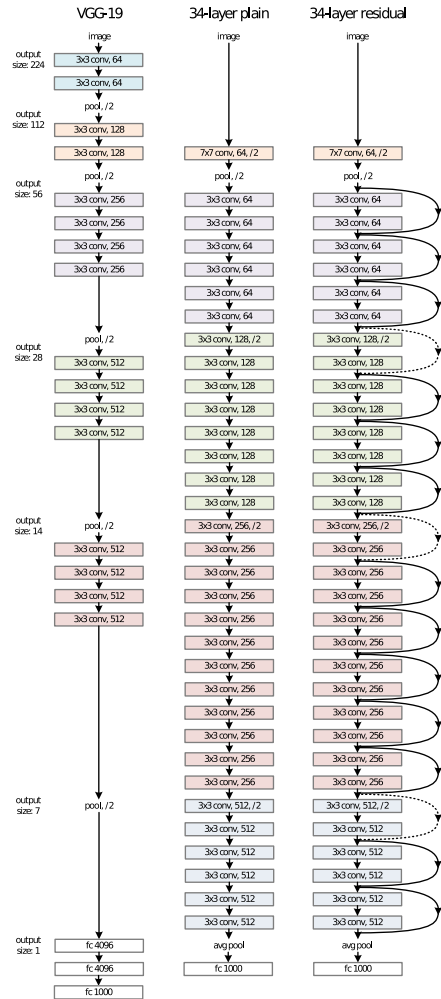 VGG-19
34-layer plain
34-layer residual
output
size: 224
output
size: 112
output
size: 56
output
size: 28
output
size: 14
output
size: 7
output
size: 1
image
3x3 conv, 64
3x3 conv, 64
pool, /2
3x3 conv, 128
3x3 conv, 128
pool, /2
3x3 conv, 256
3x3 conv, 256
3x3 conv, 256
3x3 conv, 256
pool, /2
3x3 conv, 512
3x3 conv, 512
3x3 conv, 512
3x3 conv, 512
pool, /2
3x3 conv, 512
3x3 conv, 512
3x3 conv, 512
3x3 conv, 512
pool, /2
fc 4096
fc 4096
fc 1000
image
7x7 conv, 64, /2
pool, /2
3x3 conv, 64
3x3 conv, 64
3x3 conv, 64
3x3 conv, 64
3x3 conv, 64
3x3 conv, 64
3x3 conv, 128, /2
3x3 conv, 128
3x3 conv, 128
3x3 conv, 128
3x3 conv, 128
3x3 conv, 128
3x3 conv, 128
3x3 conv, 128
3x3 conv, 256, /2
3x3 conv, 256
3x3 conv, 256
3x3 conv, 256
3x3 conv, 256
3x3 conv, 256
3x3 conv, 256
3x3 conv, 256
3x3 conv, 256
3x3 conv, 256
3x3 conv, 256
3x3 conv, 256
3x3 conv, 512, /2
3x3 conv, 512
3x3 conv, 512
3x3 conv, 512
3x3 conv, 512
3x3 conv, 512
avg pool
fc 1000
image
7x7 conv, 64, /2
pool, /2
3x3 conv, 64
3x3 conv, 64
3x3 conv, 64
3x3 conv, 64
3x3 conv, 64
3x3 conv, 64
3x3 conv, 128, /2
3x3 conv, 128
3x3 conv, 128
3x3 conv, 128
3x3 conv, 128
3x3 conv, 128
3x3 conv, 128
3x3 conv, 128
3x3 conv, 256, /2
3x3 conv, 256
3x3 conv, 256
3x3 conv, 256
3x3 conv, 256
3x3 conv, 256
3x3 conv, 256
3x3 conv, 256
3x3 conv, 256
3x3 conv, 256
3x3 conv, 256
3x3 conv, 256
3x3 conv, 512, /2
3x3 conv, 512
3x3 conv, 512
3x3 conv, 512
3x3 conv, 512
3x3 conv, 512
avg pool
fc 1000